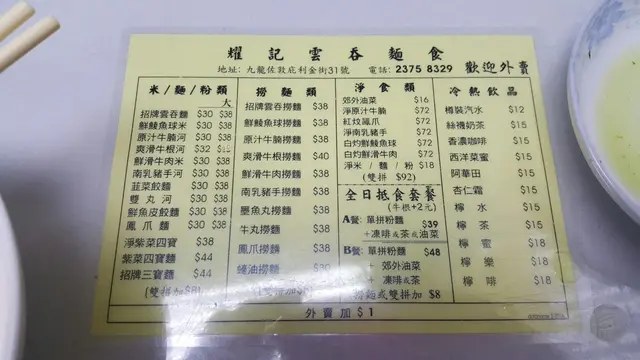 耀記雲吞麵食
地址: 九龍佐敦庇利金街31號 電話: 2375 8329 歡迎外賣
米/麵/粉類
大
招牌雲吞麵 $30 $38
鮮鯪魚球米 $30 $38
原汁牛腩河 $30 $38
爽滑牛根河 $32
鮮滑牛肉米 $30 $38
南乳豬手河 $30 $38
韮菜餃麵 $30 $38
雙丸河 $30 $38
鮮魚皮餃麵 $30 $38
鳳爪麵 $30 $38
淨紫菜四寶 $38
紫菜四寶麵 $44
招牌三寶麵 $44
(雙拼加$8)
撈麵類
招牌雲吞撈麵 $38
鮮鯪魚球撈麵 $38
原汁牛腩撈麵 $38
爽滑牛根撈麵 $40
鮮滑牛肉撈麵 $38
南乳豬手撈麵 $38
墨魚丸撈麵 $38
牛丸撈麵 $38
鳳爪撈麵 $38
蠔油撈麵
淨食類
郊外油菜 $16
淨原汁牛腩 $72
紅炆鳳爪 $72
淨南乳豬手 $72
白灼鮮鯪魚球 $72
白灼鮮滑牛肉 $72
淨米/麵/粉 $18
(雙拼 $92)
全日抵食套餐
(牛根+2元)
A餐: 單拼粉麵 $39
+凍啡或茶或油菜
B餐: 單拼粉麵 $48
+ 郊外油菜
+ 凍啡或茶
撈麵或雙拼加 $8
冷熱飲品
樽裝汽水 $12
絲襪奶茶 $15
香濃咖啡 $15
西洋菜蜜 $15
阿華田 $15
杏仁霜 $15
檸水 $15
檸茶 $15
檸蜜 $18
檸樂 $18
檸啡 $18
外賣加$1